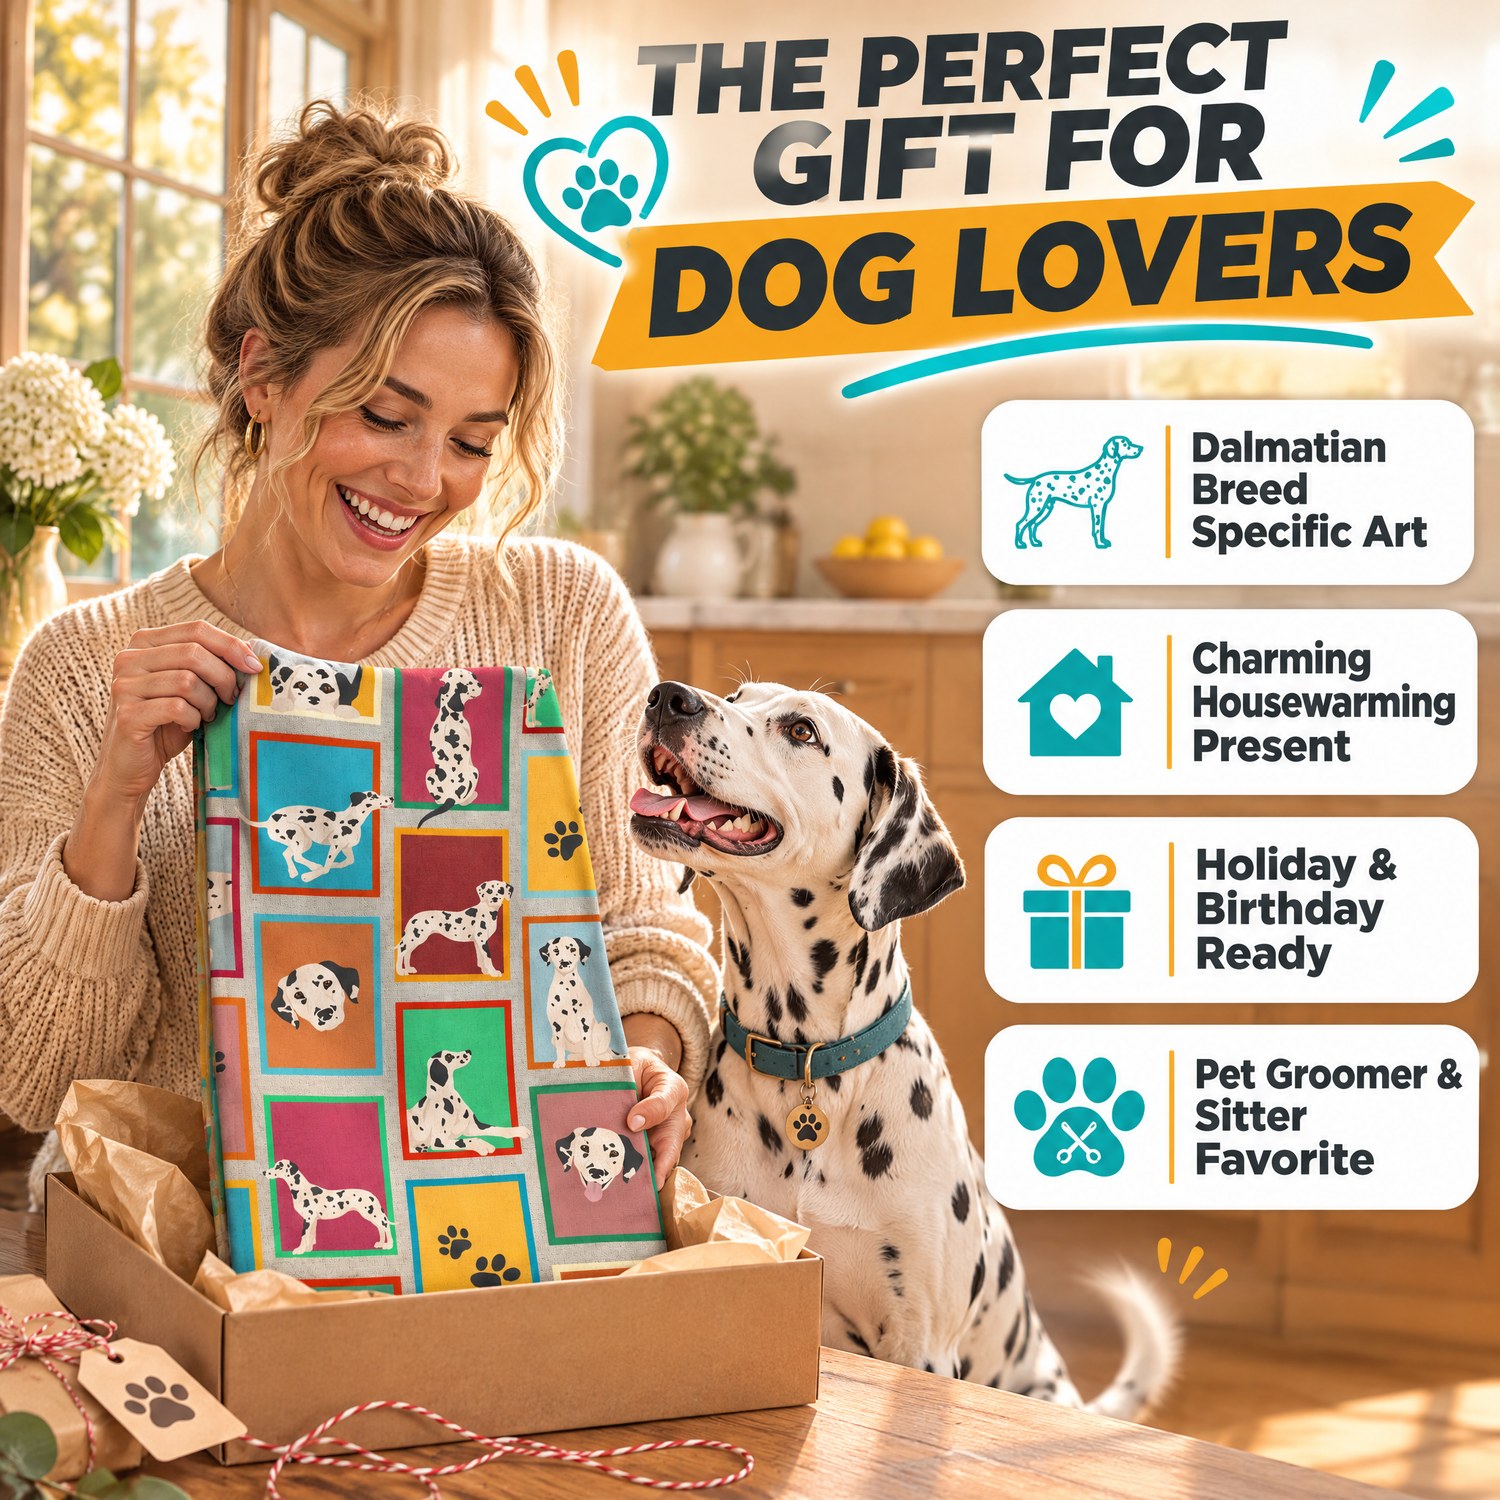 THE PERFECT
GIFT FOR
DOG LOVERS
Dalmatian
Breed
Specific Art
Charming
Housewarming
Present
Holiday &
Birthday
Ready
Pet Groomer &
Sitter
Favorite